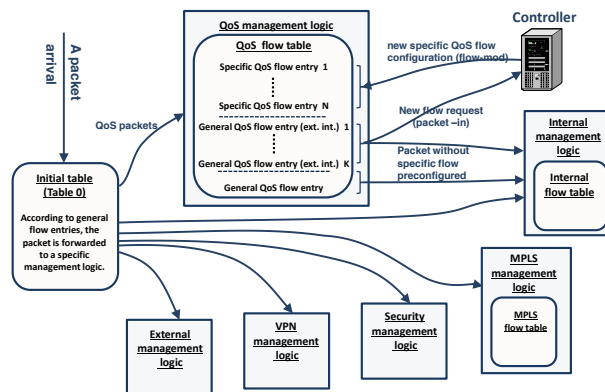 QoS management logic
QoS flow table
Specific QoS flow entry 1
Specific QoS flow entry N
General QoS flow entry (ext. int.) 1
General QoS flow entry (ext. int.) K
General QoS flow entry
Controller
new specific QoS flow
configuration (flow-mod)
New flow request
(packet –in)
Packet without
specific flow
preconfigured
A packet
arrival
QoS packets
Initial table
(Table 0)
According to general
flow entries, the
packet is forwarded
to a specific
management logic.
Internal
management
logic
Internal
flow table
MPLS
management
logic
MPLS
flow table
External
management
logic
VPN
management
logic
Security
management
logic